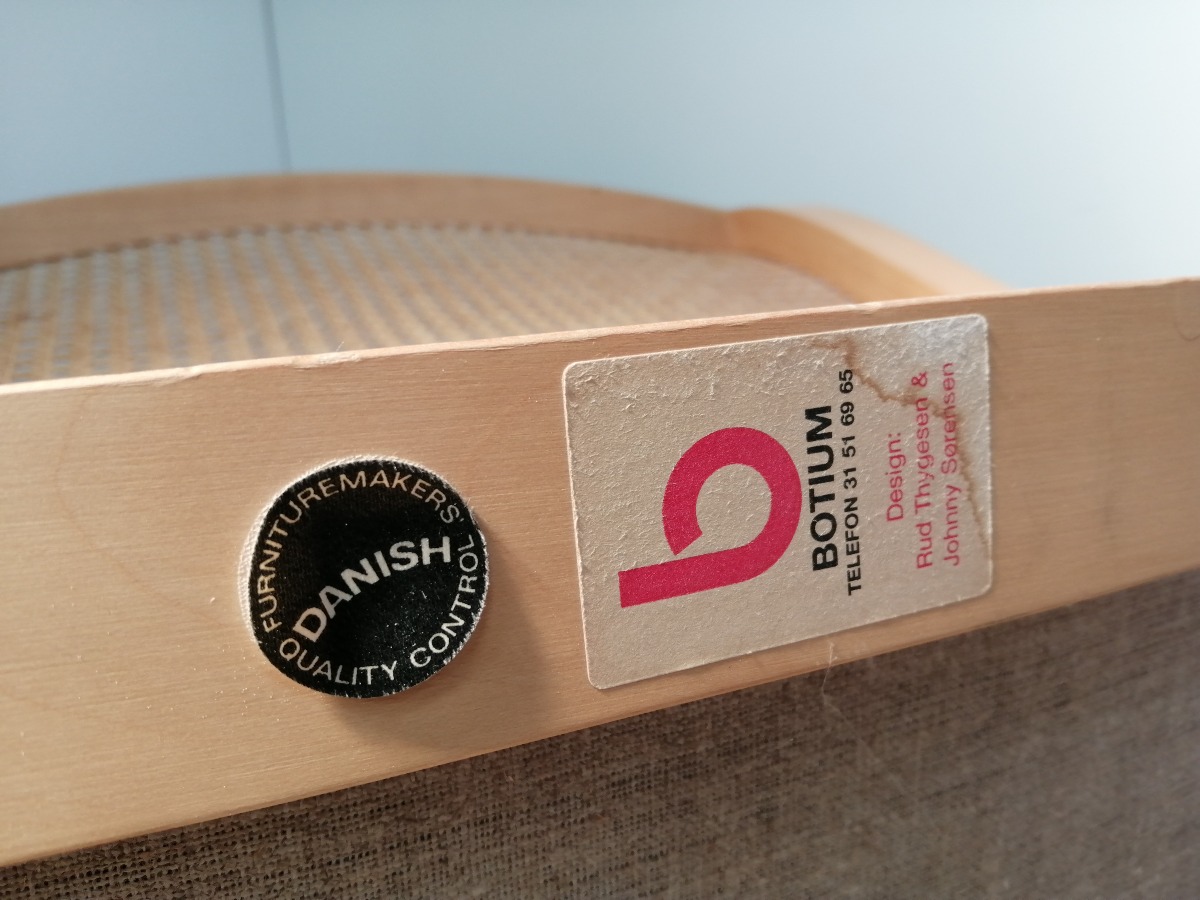 FURNITUREMAKERS'
DANISH
QUALITY CONTROL
b
BOTIUM
TELEFON 31 51 69 65
Design:
Rud Thygesen &
Johnny Sørensen